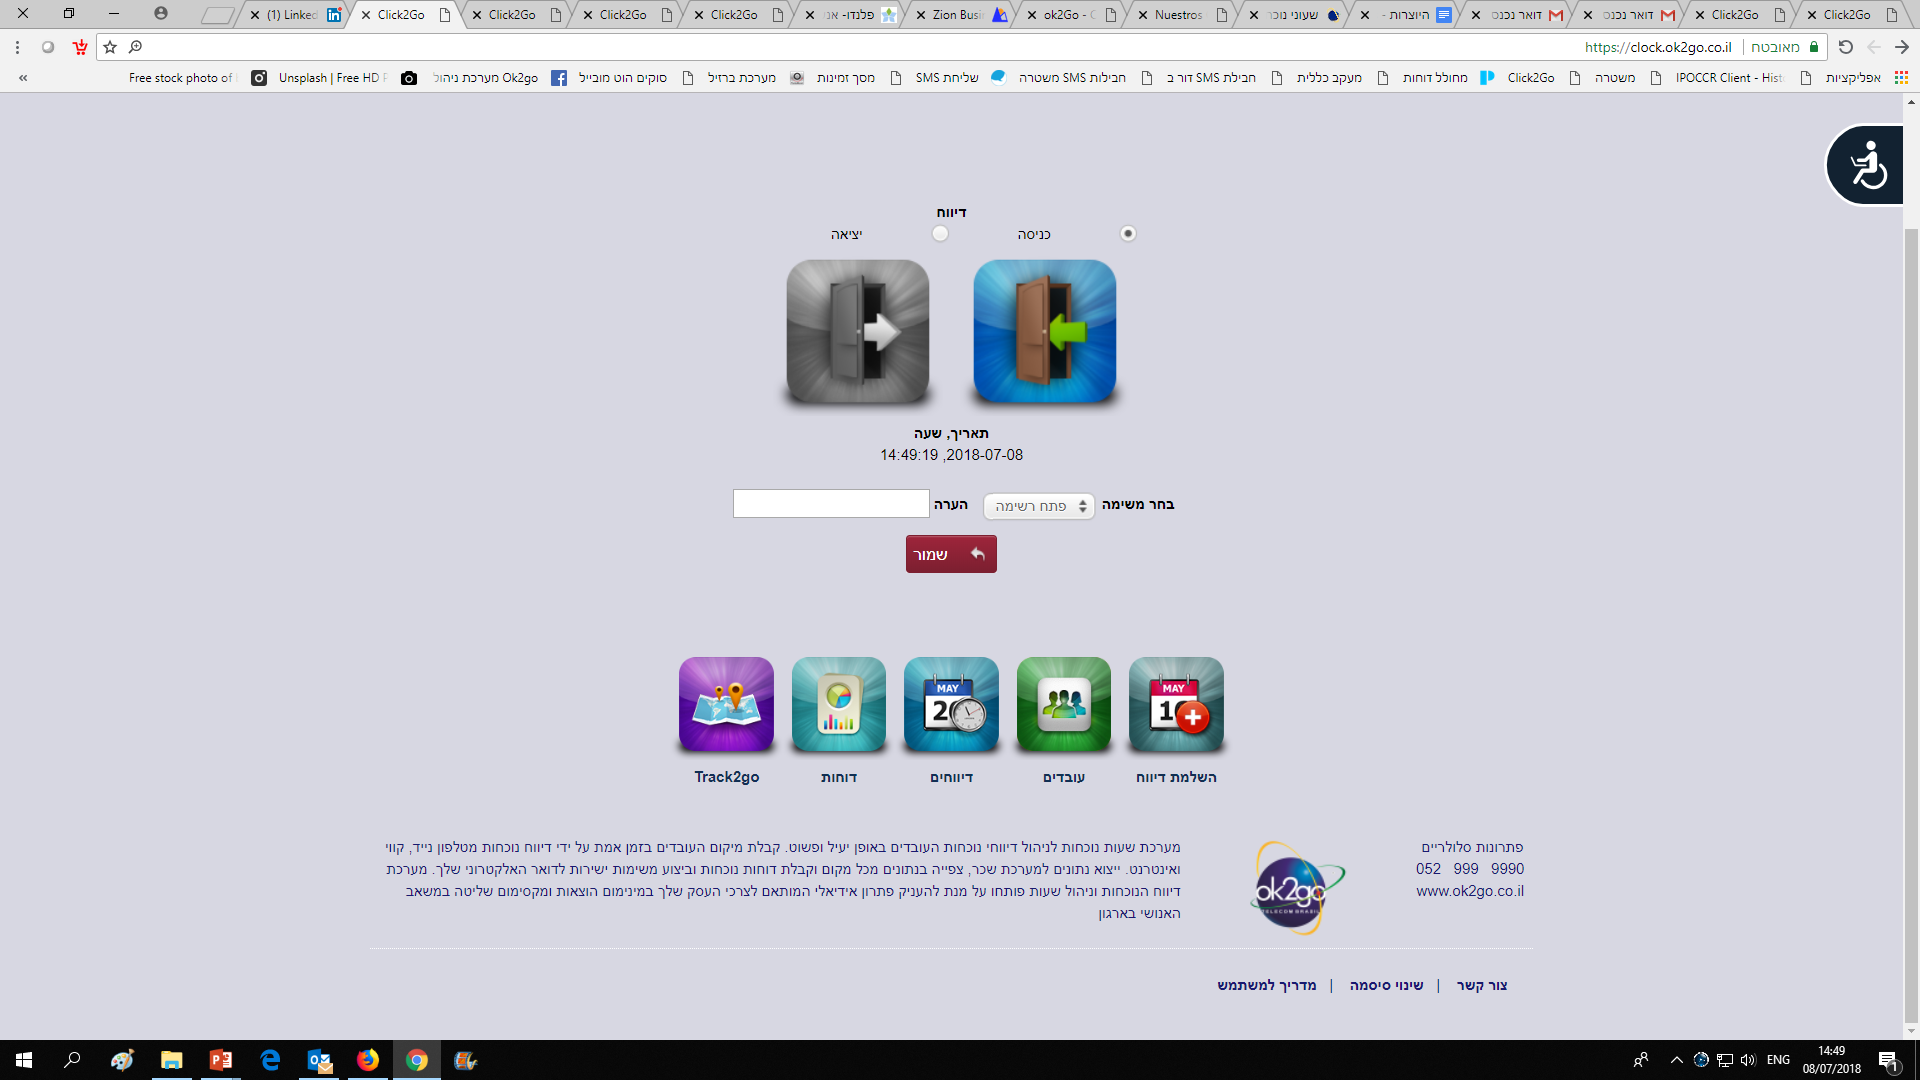 (1) Linked
Click2Go
Click2Go
Click2Go
Click2Go
Zion Busi
ok2Go - C
Nuestros
שעוני נוכח
היוצרות -
דואר נכנס
דואר נכנס
Click2Go
Click2Go
https://clock.ok2go.co.il
מאובטח
אפליקציות
IPOCCR Client - Hist
משטרה
Click2Go
מחולל דוחות
מעקב כללית
חבילת SMS דור ב
חבילות SMS משטרה
שליחת SMS
מסך זמינות
מערכת ברזיל
סוקים הוט מובייל
Ok2go מערכת ניהול
Unsplash | Free HD P
Free stock photo of
דיווח
כניסה
יציאה
תאריך, שעה
14:49:19 ,2018-07-08
בחר משימה
פתח רשימה
הערה
שמור
MAY
MAY
השלמת דיווח
עובדים
דיווחים
דוחות
Track2go
פתרונות סלולריים
052 999 9990
www.ok2go.co.il
ok2go
TELECOM BRASIL
מערכת שעות נוכחות לניהול דיווחי נוכחות העובדים באופן יעיל ופשוט. קבלת מיקום העובדים בזמן אמת על ידי דיווח נוכחות מטלפון נייד, קווי
ואינטרנט. ייצוא נתונים למערכת שכר, צפייה בנתונים מכל מקום וקבלת דוחות נוכחות וביצוע משימות ישירות לדואר האלקטרוני שלך. מערכת
דיווח הנוכחות וניהול שעות פותחו על מנת להעניק פתרון אידיאלי המותאם לצרכי העסק שלך במינימום הוצאות ומקסימום שליטה במשאב
האנושי בארגון
צור קשר | שינוי סיסמה | מדריך למשתמש
ENG
14:49
08/07/2018
1